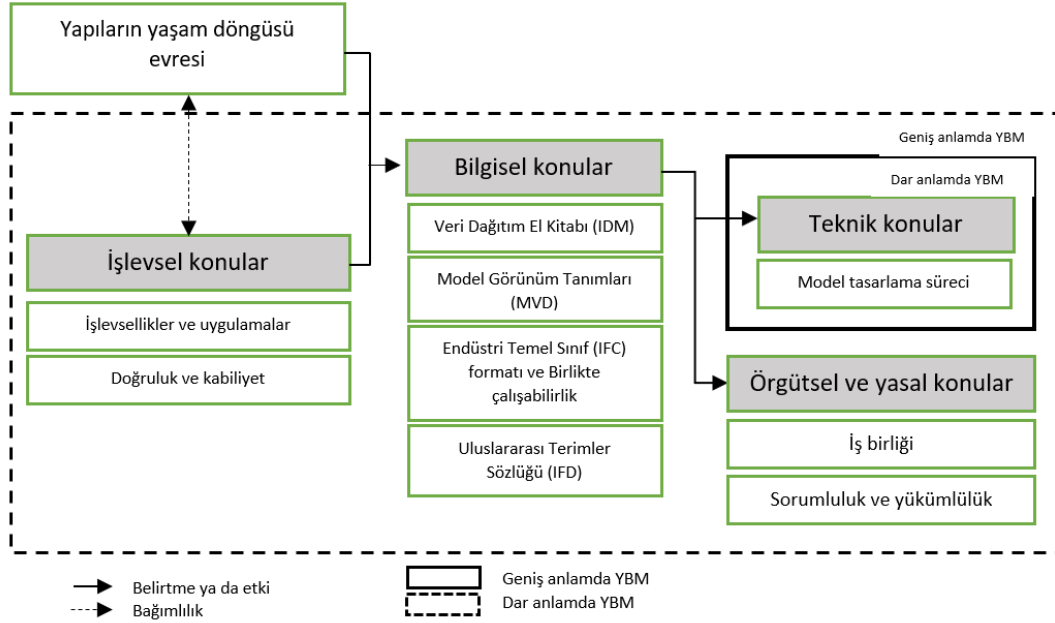 Yapıların yaşam döngüsü
evresi
Geniş anlamda YBM
Dar anlamda YBM
Bilgisel konular
Veri Dağıtım El Kitabı (IDM)
Model Görünüm Tanımları
(MVD)
Endüstri Temel Sınıf (IFC)
formatı ve Birlikte
çalışabilirlik
Uluslararası Terimler
Sözlüğü (IFD)
Teknik konular
Model tasarlama süreci
İşlevsel konular
İşlevsellikler ve uygulamalar
Doğruluk ve kabiliyet
Örgütsel ve yasal konular
İş birliği
Sorumluluk ve yükümlülük
Belirtme ya da etki
Bağımlılık
Geniş anlamda YBM
Dar anlamda YBM